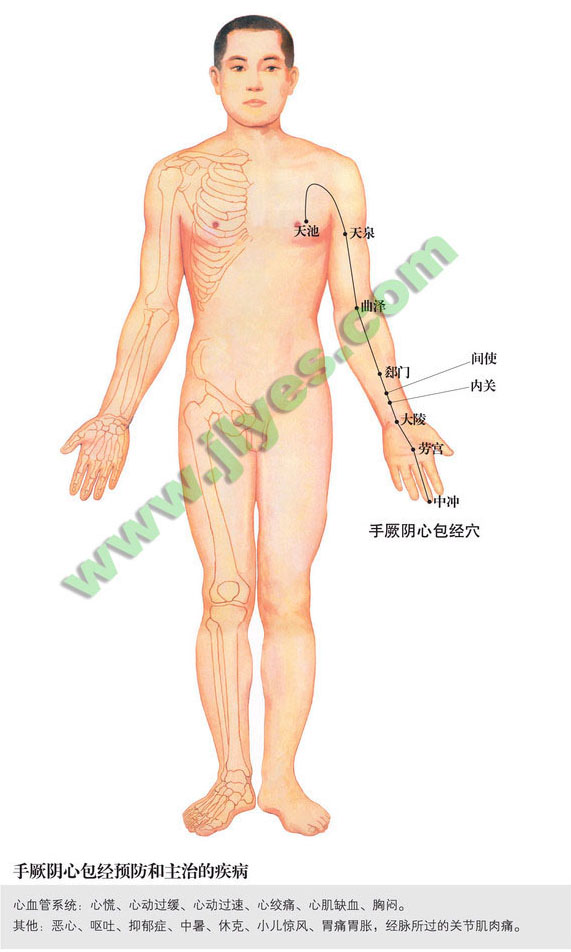 天池
天泉
曲泽
郄门
间使
内关
大陵
劳宫
中冲
手厥阴心包经穴
www.jlyes.com
手厥阴心包经预防和主治的疾病
心血管系统：心慌、心动过缓、心动过速、心绞痛、心肌缺血、胸闷。
其他：恶心、呕吐、抑郁症、中暑、休克、小儿惊风、胃痛胃胀，经脉所过的关节肌肉痛。